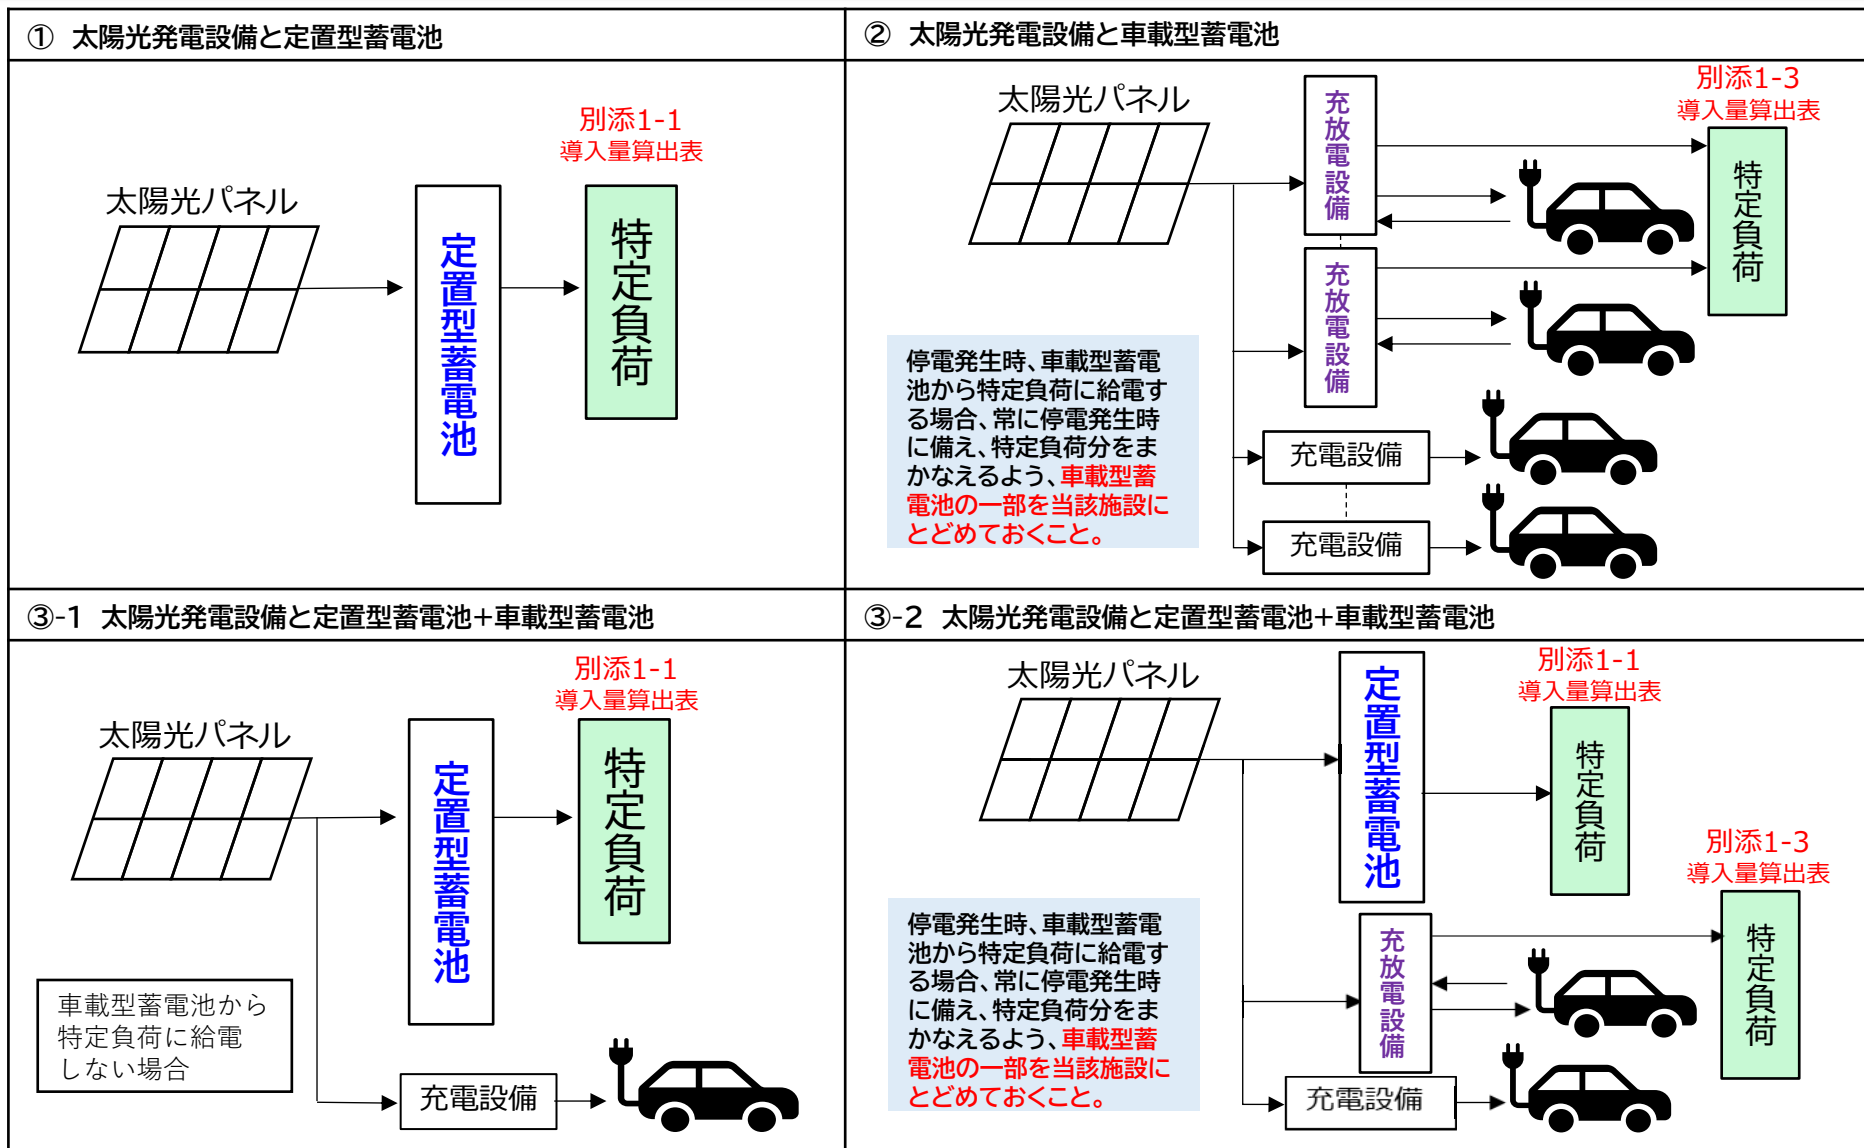 ① 太陽光発電設備と定置型蓄電池
別添1-1
導入量算出表
太陽光パネル
定置型蓄電池
特定負荷
② 太陽光発電設備と車載型蓄電池
別添1-3
導入量算出表
太陽光パネル
充放電設備
特定負荷
充放電設備
停電発生時、車載型蓄電
池から特定負荷に給電す
る場合、常に停電発生時
に備え、特定負荷分をま
かなえるよう、車載型蓄
電池の一部を当該施設に
とどめておくこと。
充電設備
充電設備
③-1 太陽光発電設備と定置型蓄電池+車載型蓄電池
別添1-1
導入量算出表
太陽光パネル
定置型蓄電池
特定負荷
車載型蓄電池から
特定負荷に給電
しない場合
充電設備
③-2 太陽光発電設備と定置型蓄電池+車載型蓄電池
別添1-1
導入量算出表
太陽光パネル
定置型蓄電池
特定負荷
別添1-3
導入量算出表
停電発生時、車載型蓄電
池から特定負荷に給電す
る場合、常に停電発生時
に備え、特定負荷分をま
かなえるよう、車載型蓄
電池の一部を当該施設に
とどめておくこと。
充放電設備
特定負荷
充電設備